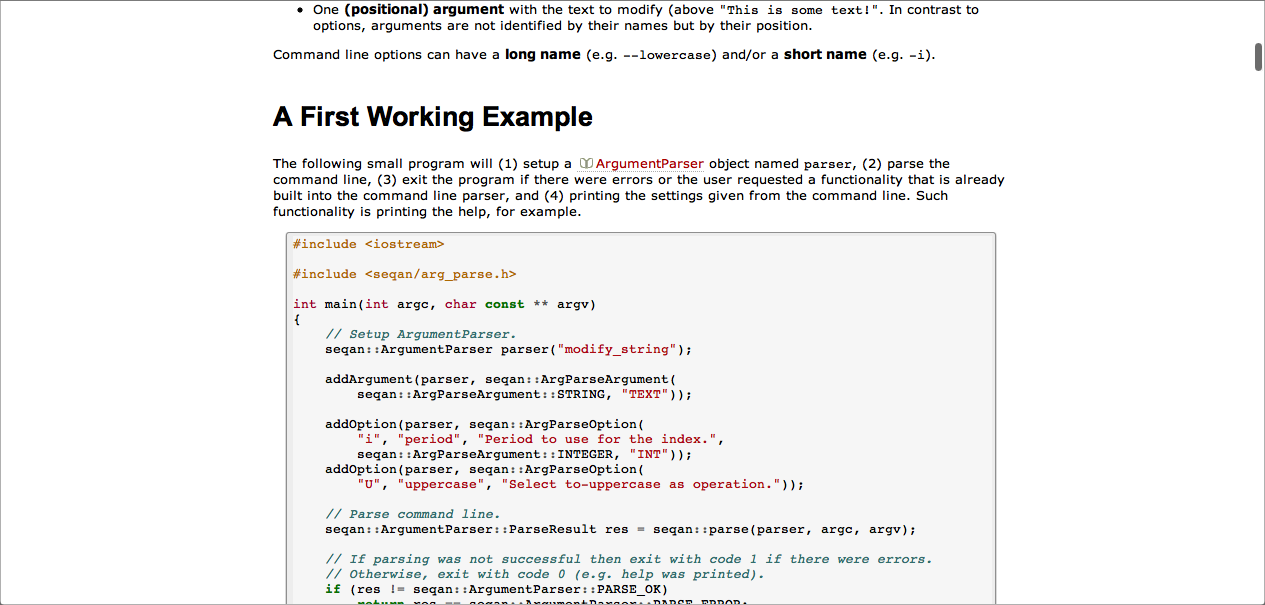 • One (positional) argument with the text to modify (above "This is some text!". In contrast to
options, arguments are not identified by their names but by their position.
Command line options can have a long name (e.g. --lowercase) and/or a short name (e.g. -i).
A First Working Example
The following small program will (1) setup a ArgumentParser object named parser, (2) parse the
command line, (3) exit the program if there were errors or the user requested a functionality that is already
built into the command line parser, and (4) printing the settings given from the command line. Such
functionality is printing the help, for example.
#include <iostream>
#include <seqan/arg_parse.h>
int main(int argc, char const ** argv)
{
    // Setup ArgumentParser.
    seqan::ArgumentParser parser("modify_string");
    addArgument(parser, seqan::ArgParseArgument(
        seqan::ArgParseArgument::STRING, "TEXT"));
    addOption(parser, seqan::ArgParseOption(
        "i", "period", "Period to use for the index.",
        seqan::ArgParseArgument::INTEGER, "INT"));
    addOption(parser, seqan::ArgParseOption(
        "U", "uppercase", "Select to-uppercase as operation."));
    // Parse command line.
    seqan::ArgumentParser::ParseResult res = seqan::parse(parser, argc, argv);
    // If parsing was not successful then exit with code 1 if there were errors.
    // Otherwise, exit with code 0 (e.g. help was printed).
    if (res != seqan::ArgumentParser::PARSE_OK)
        return res == seqan::ArgumentParser::PARSE_ERROR;